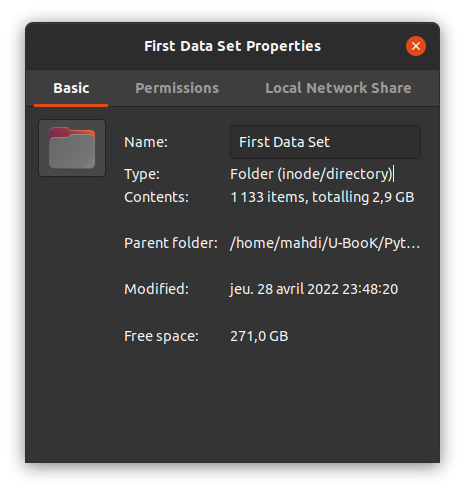 First Data Set Properties
Basic Permissions Local Network Share
Name: First Data Set
Type: Folder (inode/directory)
Contents: 1 133 items, totalling 2,9 GB
Parent folder: /home/mahdi/U-BooK/Pyt…
Modified: jeu. 28 avril 2022 23:48:20
Free space: 271,0 GB